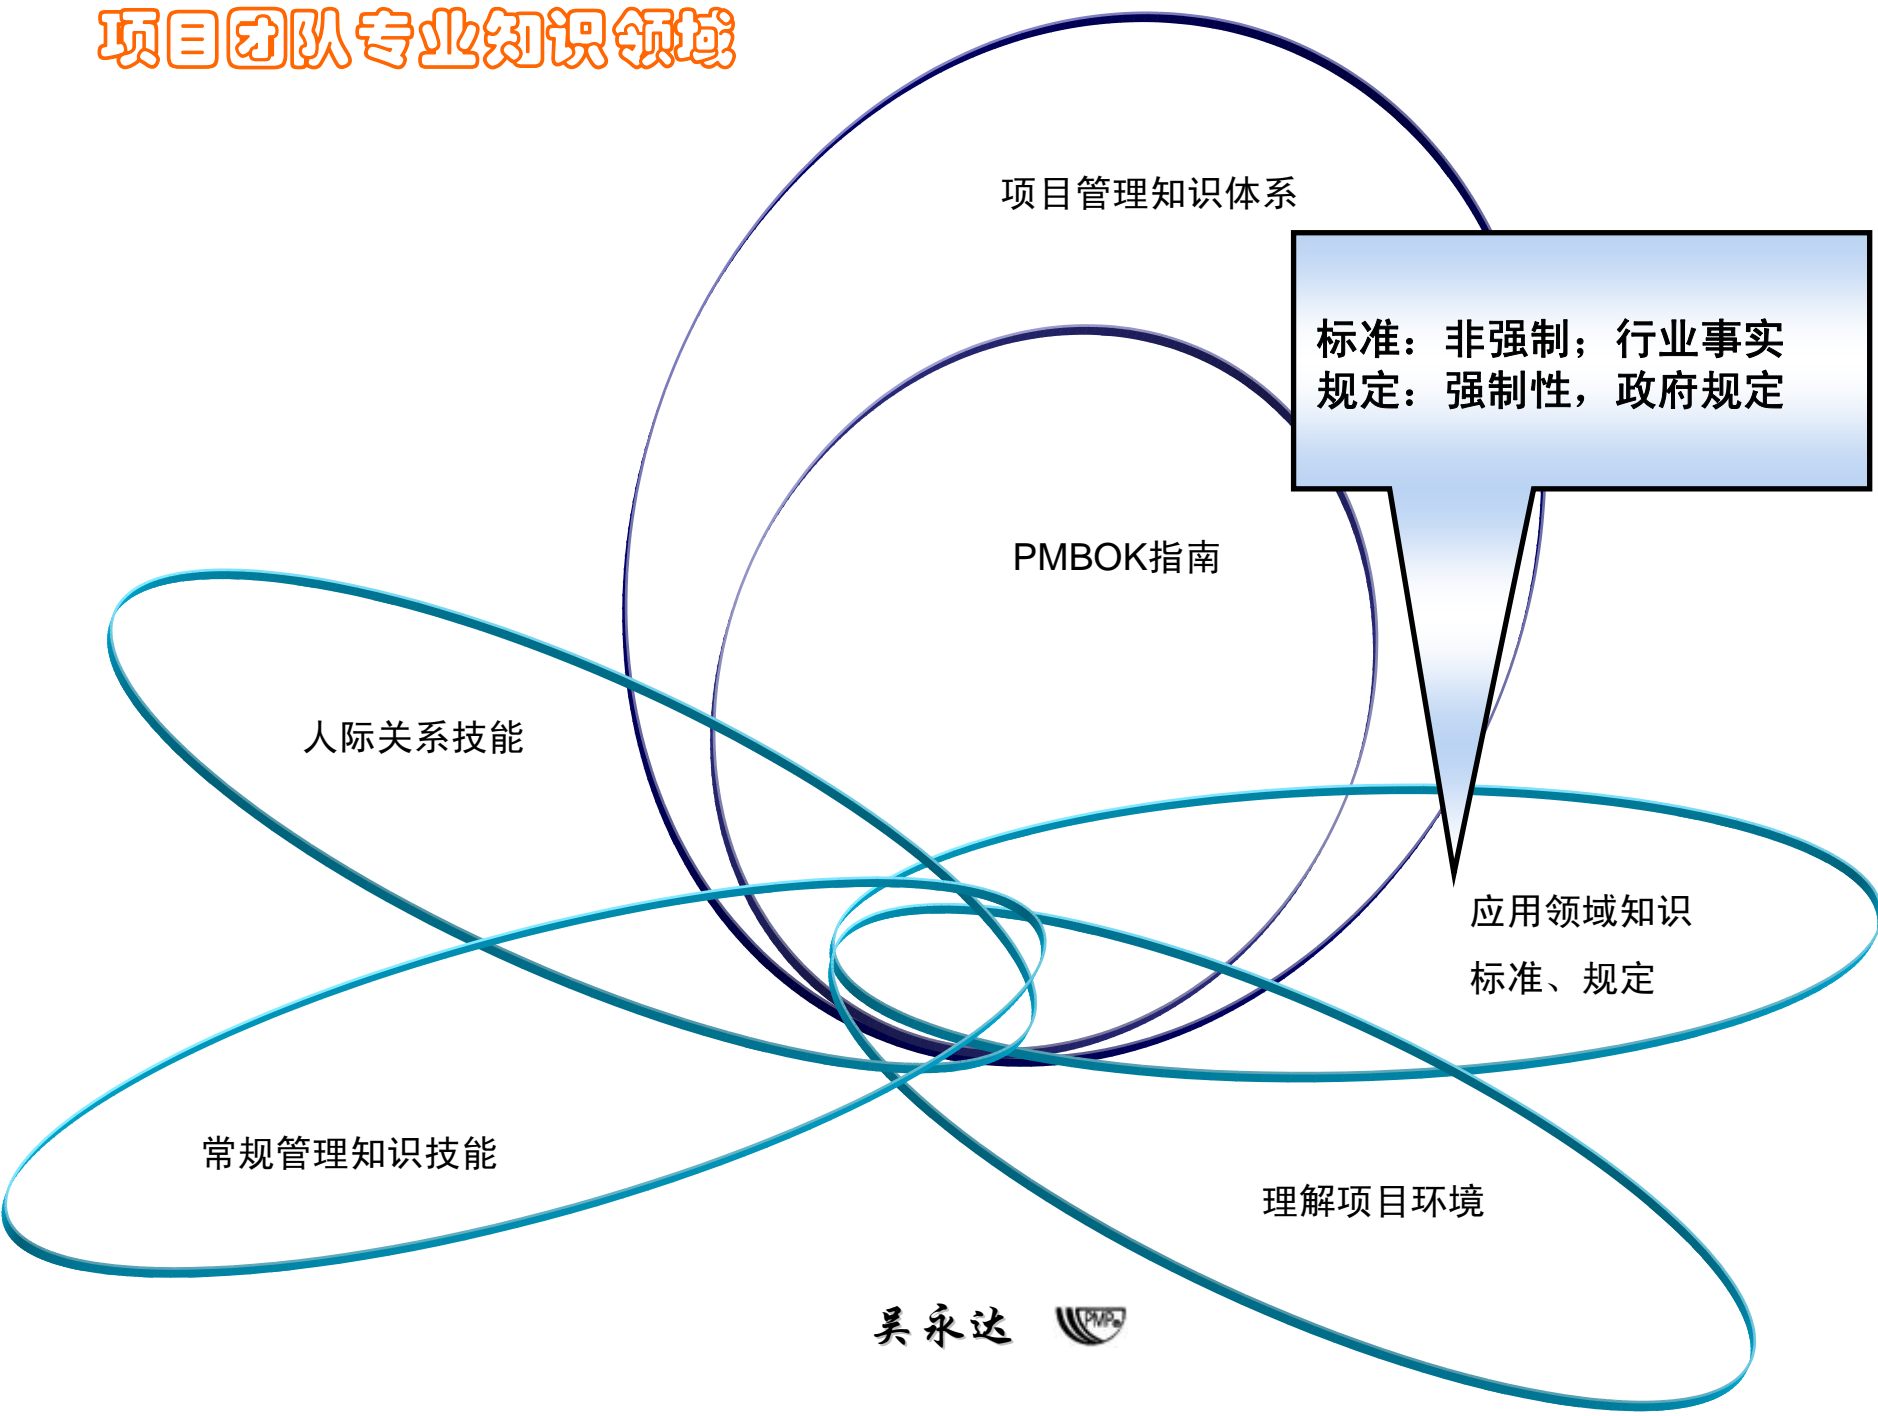 项目团队专业知识领域
项目管理知识体系
标准：非强制；行业事实
规定：强制性，政府规定
PMBOK指南
人际关系技能
应用领域知识
标准、规定
常规管理知识技能
理解项目环境
吴永达
PMP